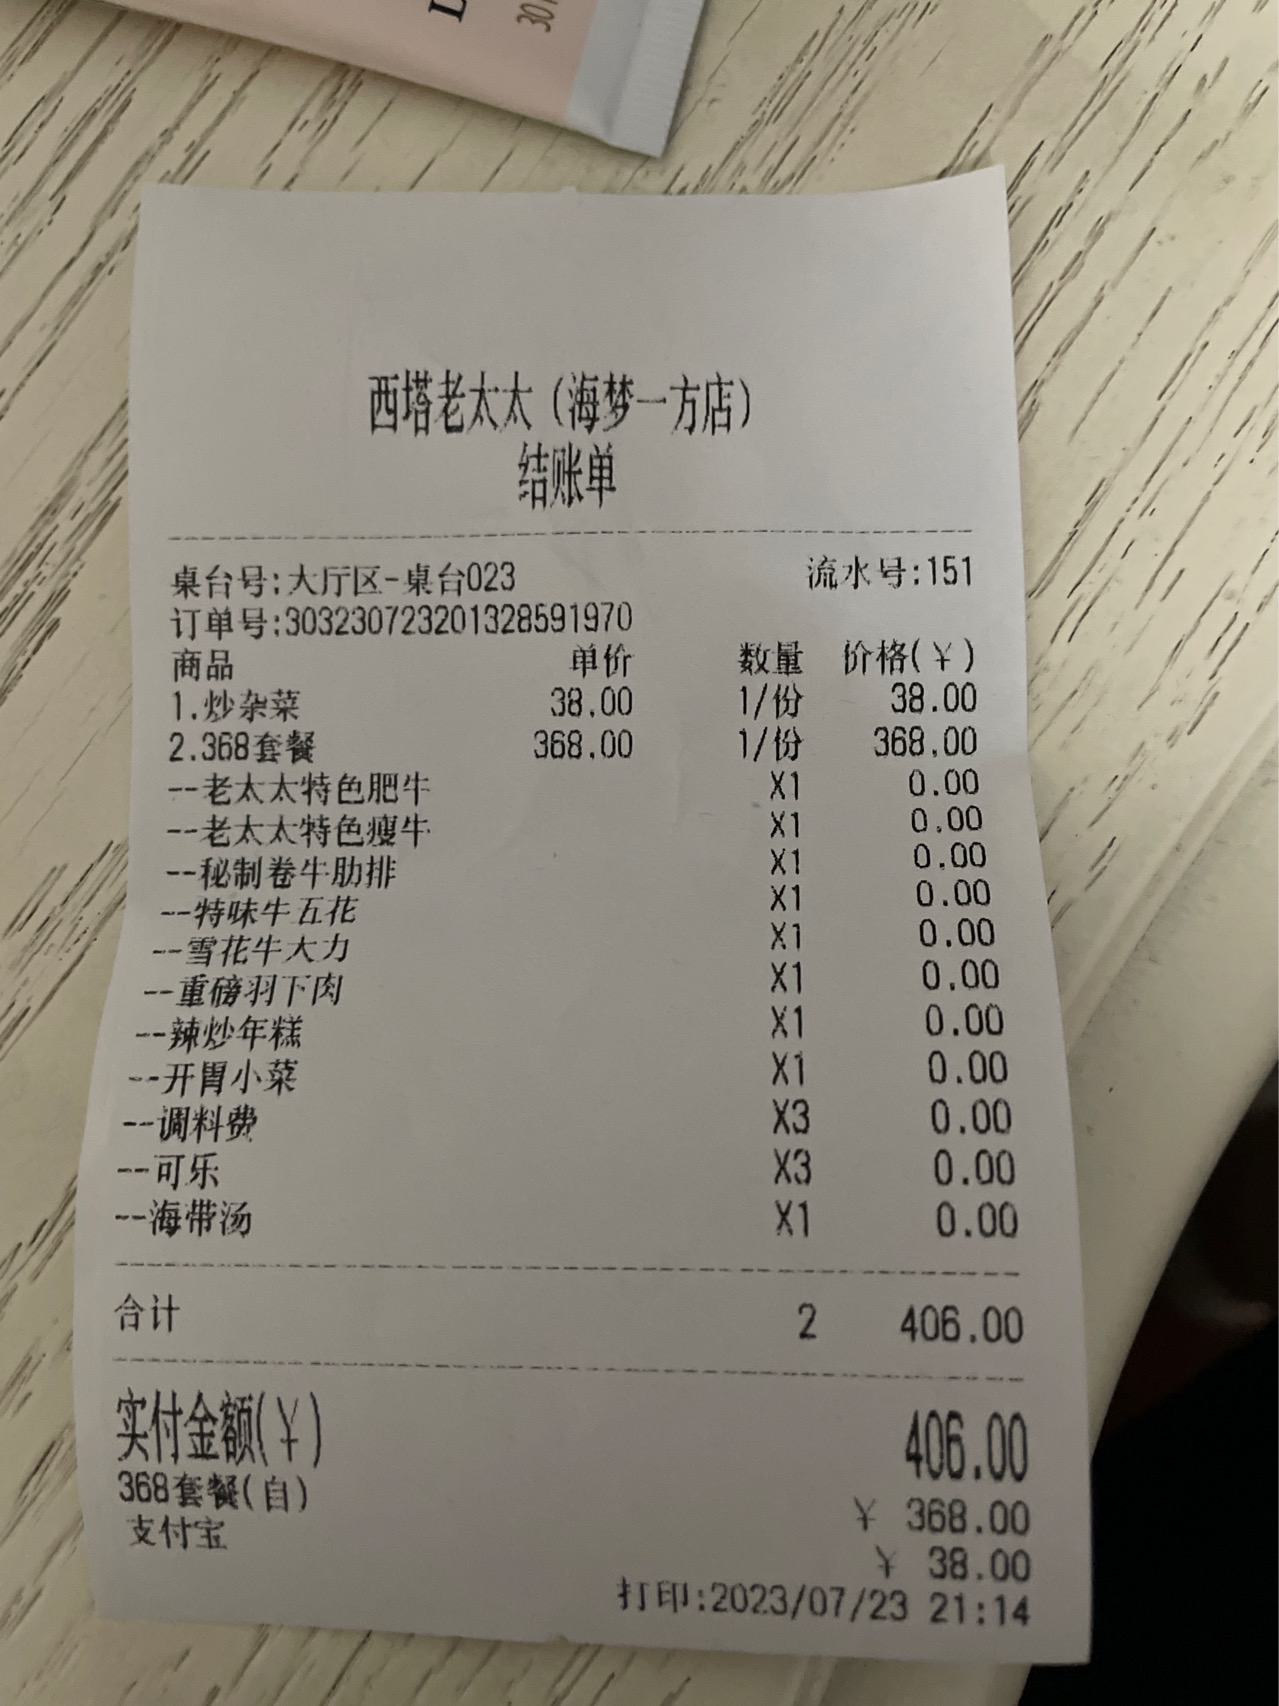 L
30
西塔老太太（海梦一方店）
结账单
桌台号:大厅区-桌台023 流水号:151
订单号:303230723201328591970
商品 单价 数量 价格(￥)
1.炒杂菜 38.00 1/份 38.00
2.368套餐 368.00 1/份 368.00
--老太太特色肥牛 X1 0.00
--老太太特色瘦牛 X1 0.00
--秘制卷牛肋排 X1 0.00
--特味牛五花 X1 0.00
--雪花牛大力 X1 0.00
--重磅羽下肉 X1 0.00
--辣炒年糕 X1 0.00
--开胃小菜 X1 0.00
--调料费 X3 0.00
--可乐 X3 0.00
--海带汤 X1 0.00
合计 2 406.00
实付金额(￥) 406.00
368套餐(自) ￥ 368.00
支付宝 ￥ 38.00
打印:2023/07/23 21:14